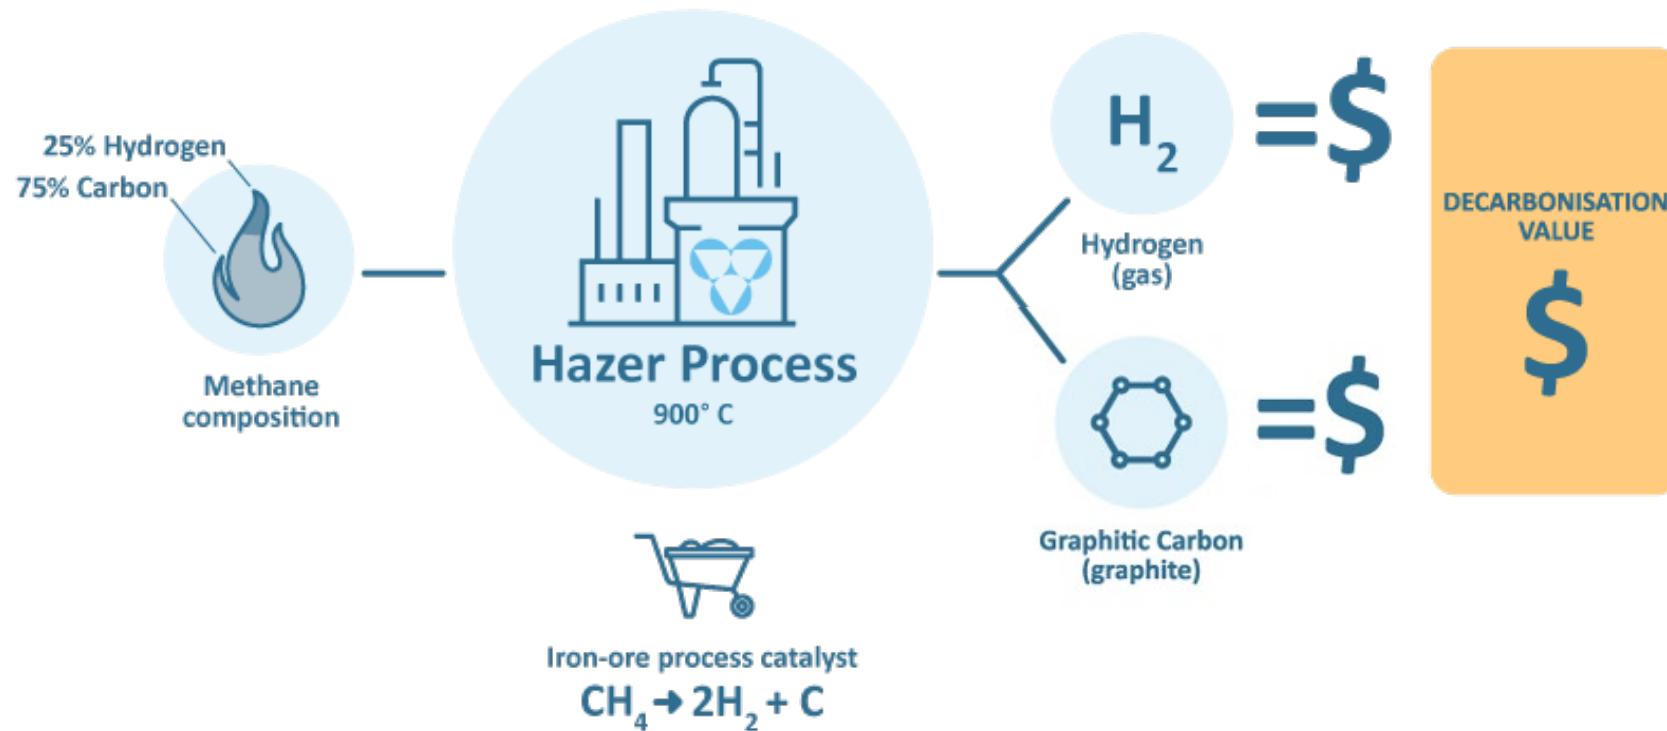 25% Hydrogen
75% Carbon
Methane
composition
Hazer Process
900° C
Iron-ore process catalyst
CH₄ → 2H₂ + C
H₂
=$
Hydrogen
(gas)
=$
Graphitic Carbon
(graphite)
DECARBONISATION
VALUE
$